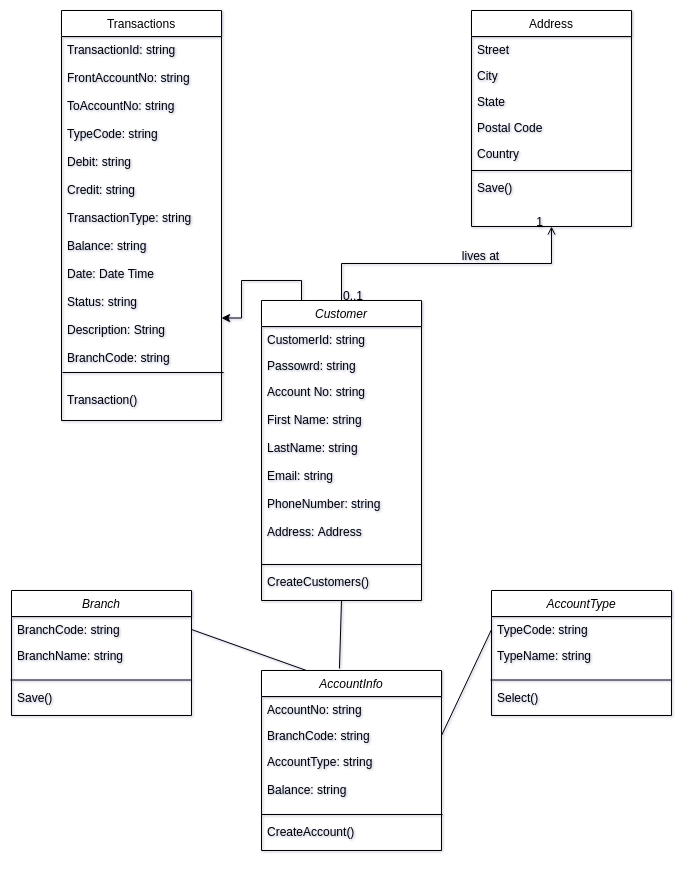 Transactions
TransactionId: string
FrontAccountNo: string
ToAccountNo: string
TypeCode: string
Debit: string
Credit: string
TransactionType: string
Balance: string
Date: Date Time
Status: string
Description: String
BranchCode: string
Transaction()
Address
Street
City
State
Postal Code
Country
Save()
1
lives at
0..1
Customer
CustomerId: string
Passowrd: string
Account No: string
First Name: string
LastName: string
Email: string
PhoneNumber: string
Address: Address
CreateCustomers()
Branch
BranchCode: string
BranchName: string
Save()
AccountType
TypeCode: string
TypeName: string
Select()
AccountInfo
AccountNo: string
BranchCode: string
AccountType: string
Balance: string
CreateAccount()